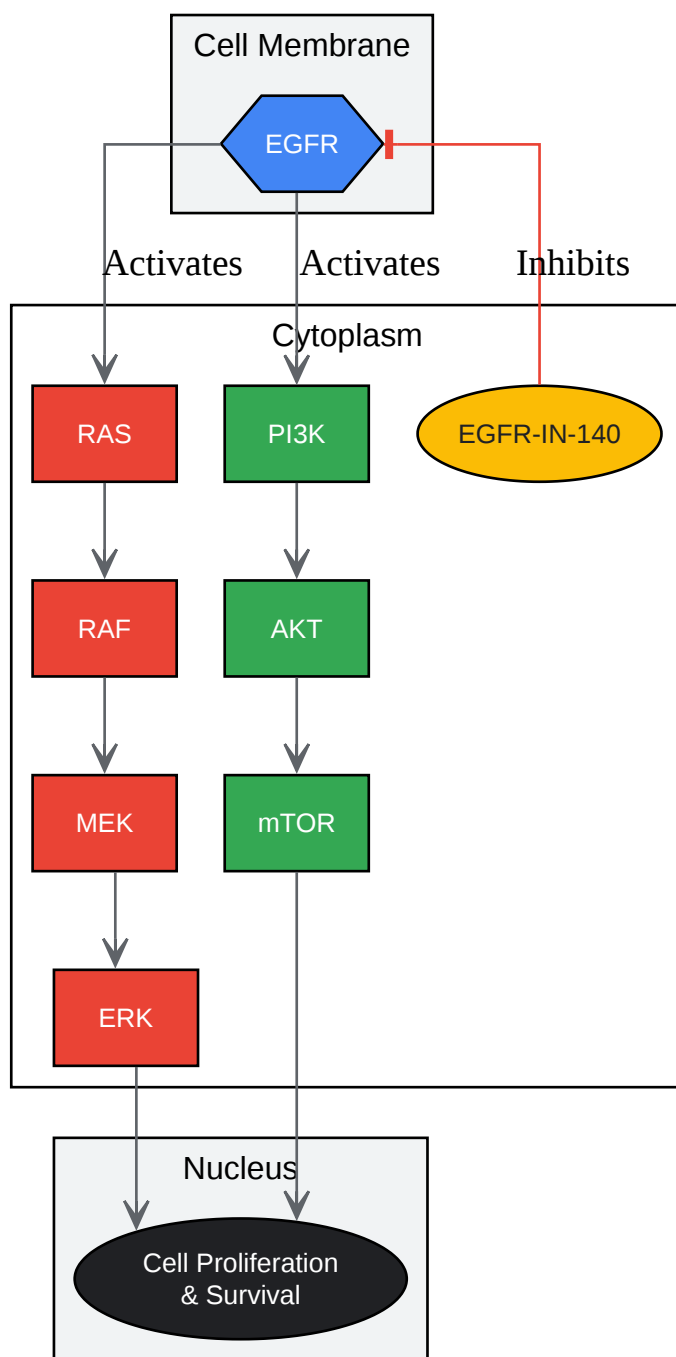 Cell Membrane
EGFR
Activates
Activates
Inhibits
Cytoplasm
RAS
PI3K
EGFR-IN-140
RAF
AKT
MEK
mTOR
ERK
Nucleus
Cell Proliferation
& Survival